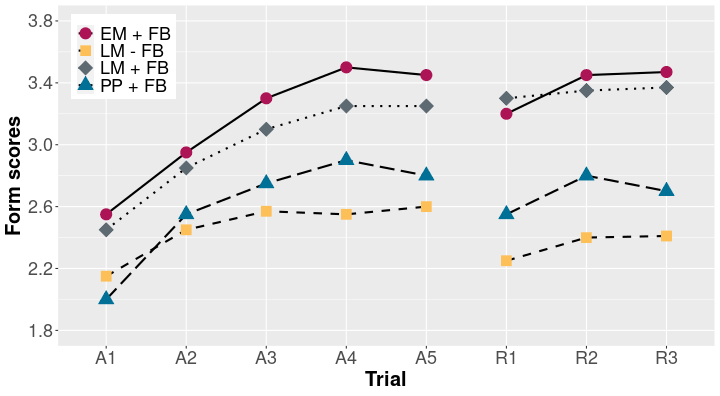 EM + FB
LM - FB
LM + FB
PP + FB
Form scores
3.8
3.4
3.0
2.6
2.2
1.8
A1 A2 A3 A4 A5 R1 R2 R3
Trial